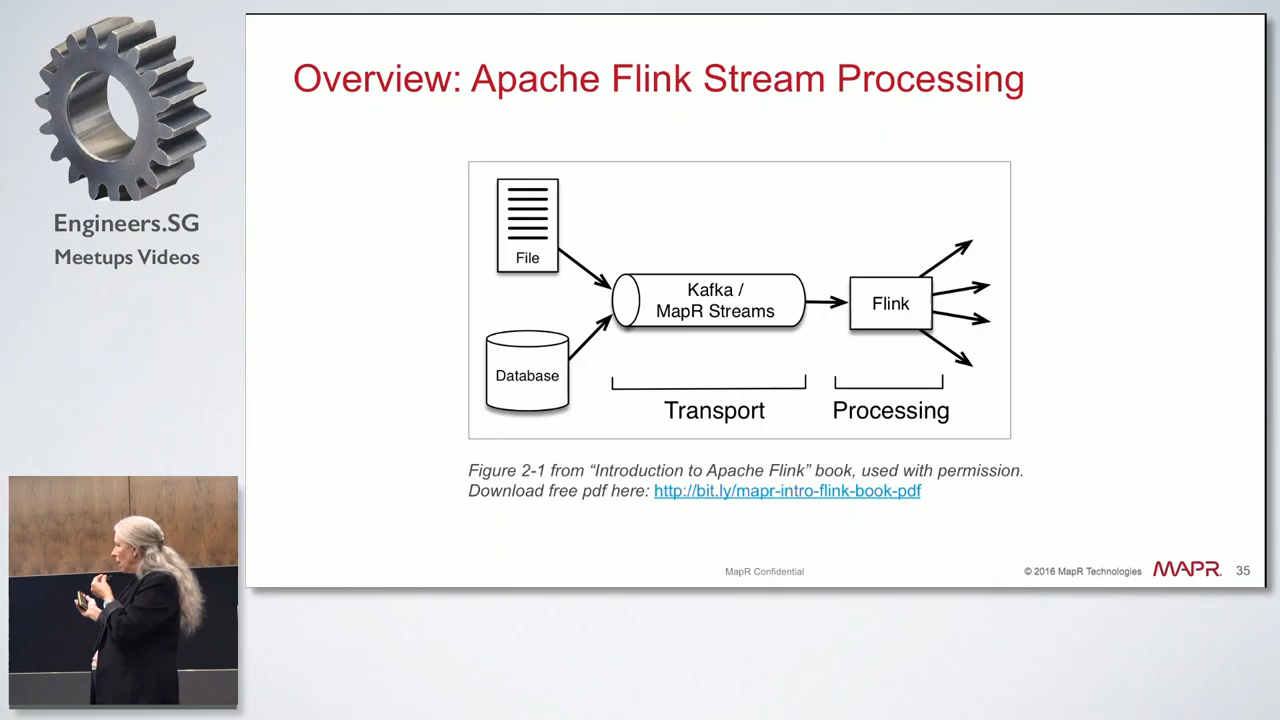 Engineers.SG
Meetups Videos
Overview: Apache Flink Stream Processing
File
Database
Kafka /
MapR Streams
Flink
Transport
Processing
Figure 2-1 from “Introduction to Apache Flink” book, used with permission.
Download free pdf here: http://bit.ly/mapr-intro-flink-book-pdf
MapR Confidential
© 2016 MapR Technologies
MAPR.
35